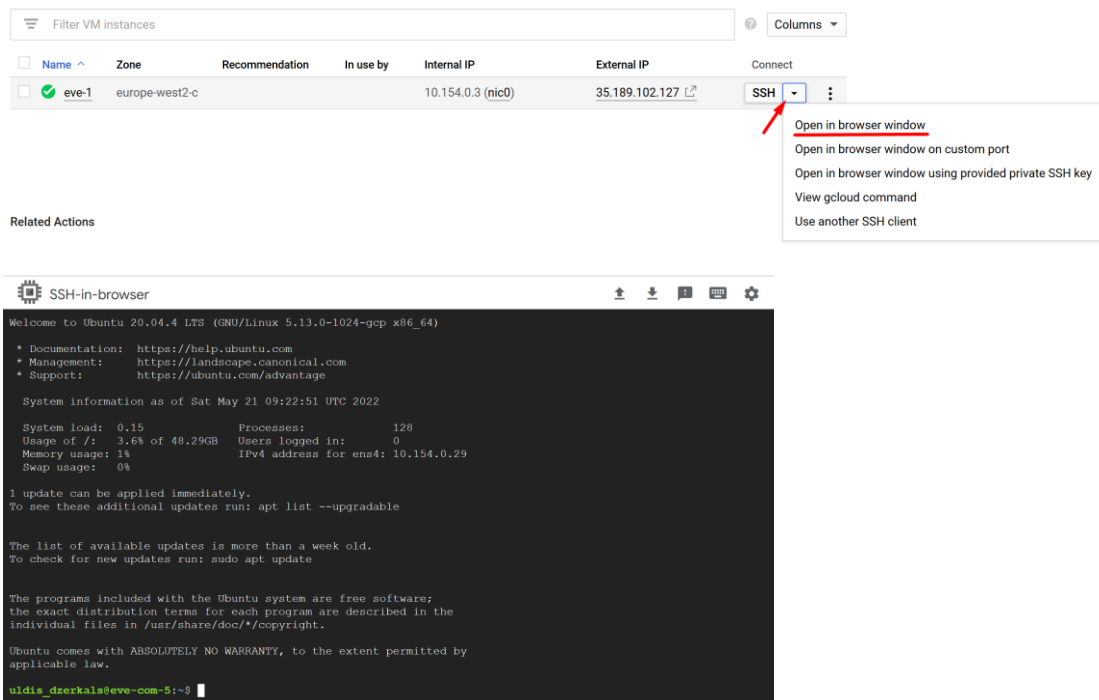 Filter VM instances
Columns
Name Zone Recommendation In use by Internal IP External IP Connect
eve-1 europe-west2-c 10.154.0.3 (nic0) 35.189.102.127 SSH
Open in browser window
Open in browser window on custom port
Open in browser window using provided private SSH key
View gcloud command
Use another SSH client
Related Actions
SSH-in-browser
Welcome to Ubuntu 20.04.4 LTS (GNU/Linux 5.13.0-1024-gcp x86_64)
* Documentation: https://help.ubuntu.com
* Management: https://landscape.canonical.com
* Support: https://ubuntu.com/advantage
System information as of Sat May 21 09:22:51 UTC 2022
System load: 0.15 Processes: 128
Usage of /: 3.6% of 48.29GB Users logged in: 0
Memory usage: 1% IPv4 address for ens4: 10.154.0.29
Swap usage: 0%
1 update can be applied immediately.
To see these additional updates run: apt list --upgradable
The list of available updates is more than a week old.
To check for new updates run: sudo apt update
The programs included with the Ubuntu system are free software;
the exact distribution terms for each program are described in the
individual files in /usr/share/doc/*/copyright.
Ubuntu comes with ABSOLUTELY NO WARRANTY, to the extent permitted by
applicable law.
uldis_dzerkals@eve-com-5:~$